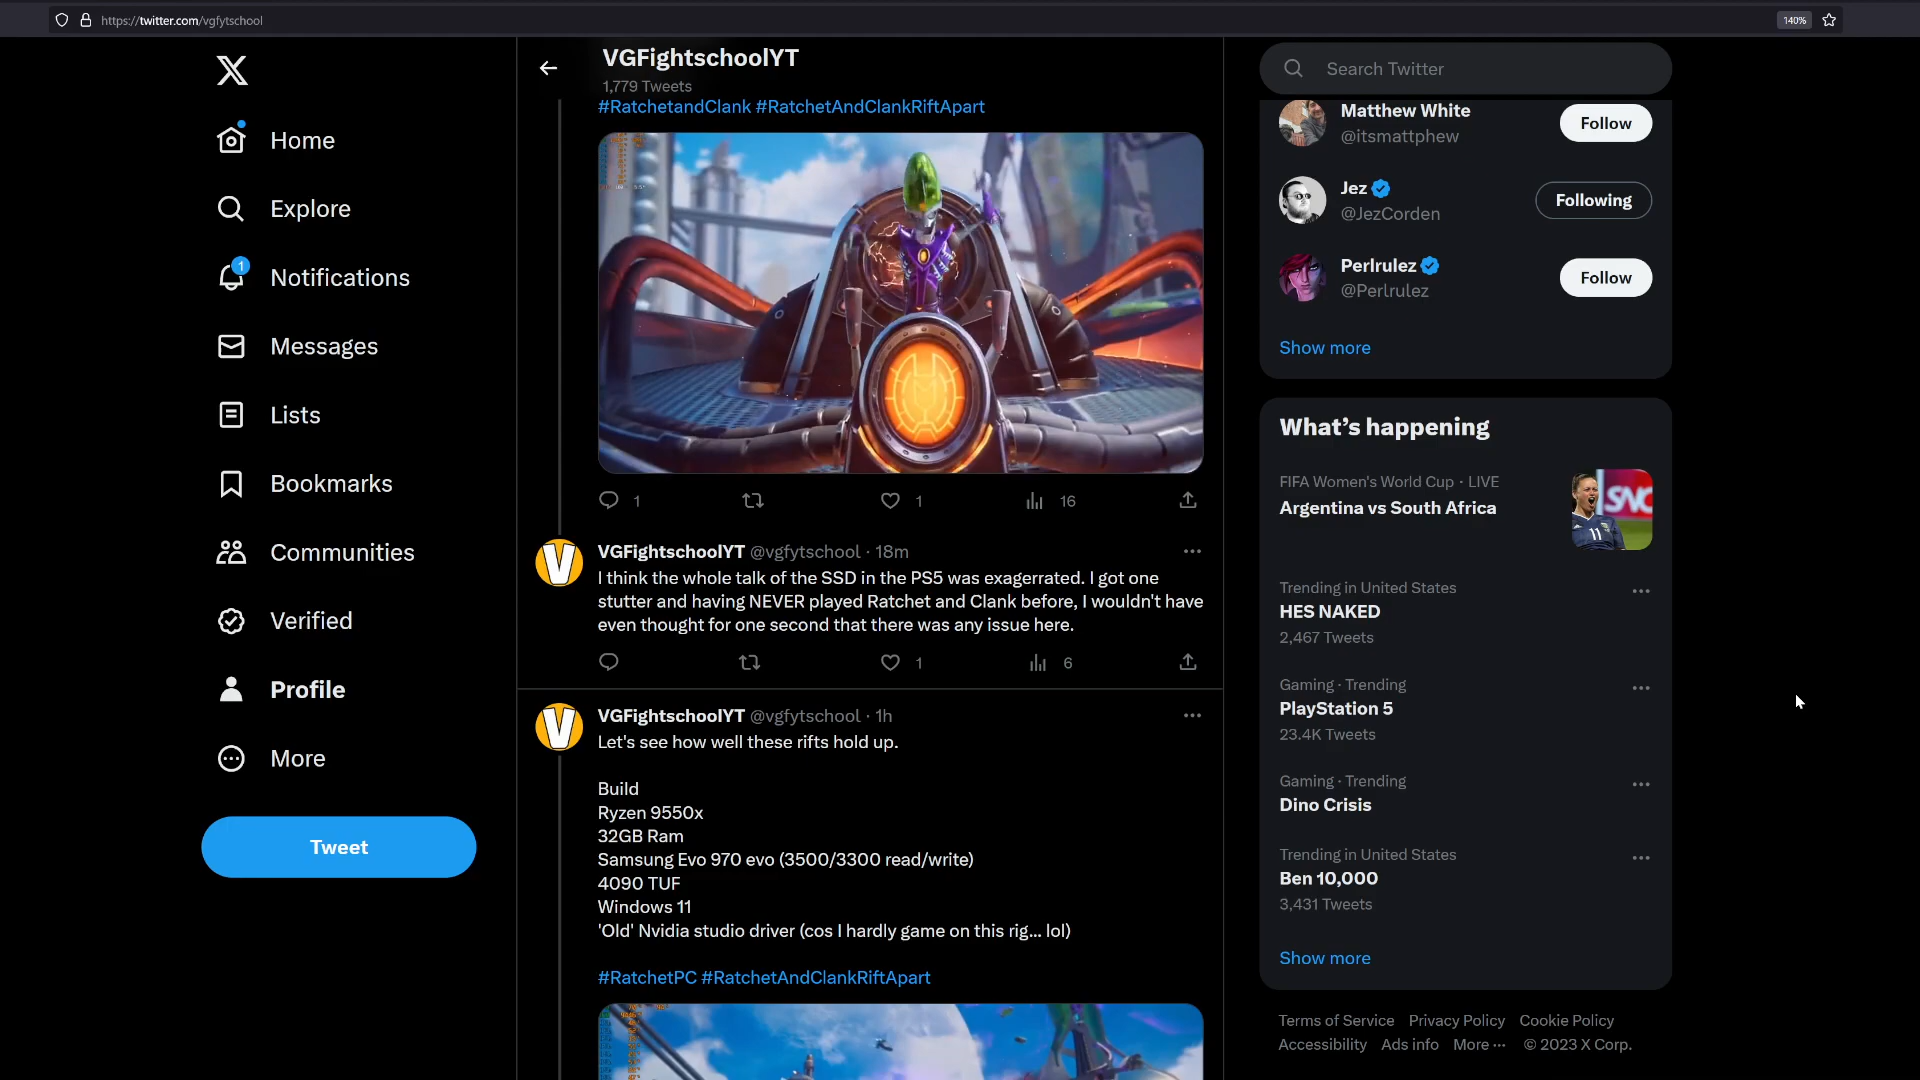 https://twitter.com/vgfytschool
140%
Home
Explore
1
Notifications
Messages
Lists
Bookmarks
Communities
Verified
Profile
More
Tweet
VGFightschoolYT
1,779 Tweets
#RatchetandClank #RatchetAndClankRiftApart
1
1
16
VGFightschoolYT @vgfytschool · 18m
I think the whole talk of the SSD in the PS5 was exagerrated. I got one
stutter and having NEVER played Ratchet and Clank before, I wouldn't have
even thought for one second that there was any issue here.
1
6
VGFightschoolYT @vgfytschool · 1h
Let's see how well these rifts hold up.
Build
Ryzen 9550x
32GB Ram
Samsung Evo 970 evo (3500/3300 read/write)
4090 TUF
Windows 11
'Old' Nvidia studio driver (cos I hardly game on this rig... lol)
#RatchetPC #RatchetAndClankRiftApart
Search Twitter
Matthew White
@itsmattphew
Follow
Jez
@JezCorden
Following
Perlrulez
@Perlrulez
Follow
Show more
What's happening
FIFA Women's World Cup · LIVE
Argentina vs South Africa
Trending in United States
HES NAKED
2,467 Tweets
Gaming · Trending
PlayStation 5
23.4K Tweets
Gaming · Trending
Dino Crisis
Trending in United States
Ben 10,000
3,431 Tweets
Show more
Terms of Service Privacy Policy Cookie Policy
Accessibility Ads info More ··· © 2023 X Corp.